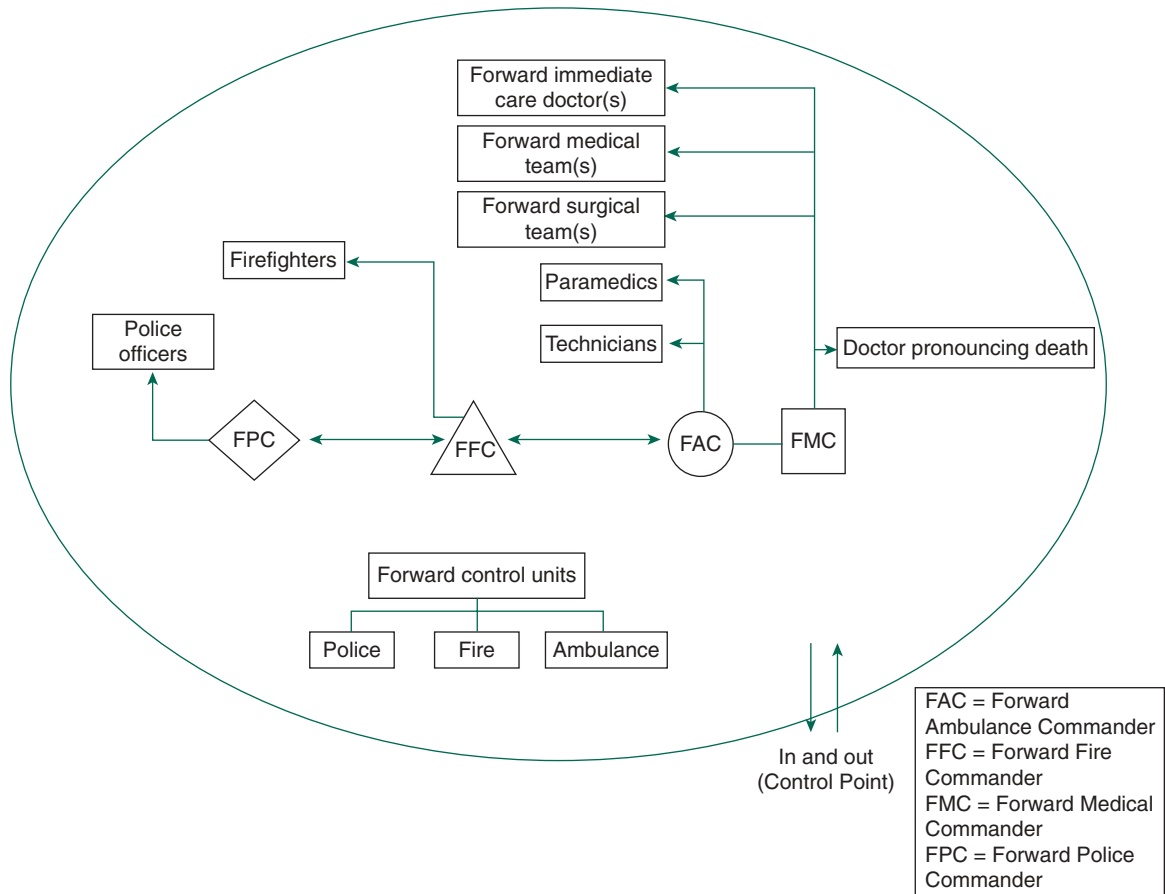 Forward immediate
care doctor(s)
Forward medical
team(s)
Forward surgical
team(s)
Firefighters
Paramedics
Police
officers
Technicians
Doctor pronouncing death
FPC
FFC
FAC
FMC
Forward control units
Police
Fire
Ambulance
In and out
(Control Point)
FAC = Forward
Ambulance Commander
FFC = Forward Fire
Commander
FMC = Forward Medical
Commander
FPC = Forward Police
Commander